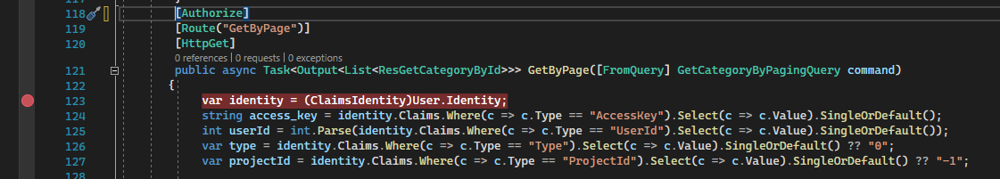 118 [Authorize]
119 [Route("GetByPage")]
120 [HttpGet]
0 references | 0 requests | 0 exceptions
121 public async Task<Output<List<ResGetCategoryById>>> GetByPage([FromQuery] GetCategoryByPagingQuery command)
122 {
123 var identity = (ClaimsIdentity)User.Identity;
124 string access_key = identity.Claims.Where(c => c.Type == "AccessKey").Select(c => c.Value).SingleOrDefault();
125 int userId = int.Parse(identity.Claims.Where(c => c.Type == "UserId").Select(c => c.Value).SingleOrDefault());
126 var type = identity.Claims.Where(c => c.Type == "Type").Select(c => c.Value).SingleOrDefault() ?? "0";
127 var projectId = identity.Claims.Where(c => c.Type == "ProjectId").Select(c => c.Value).SingleOrDefault() ?? "-1";
128